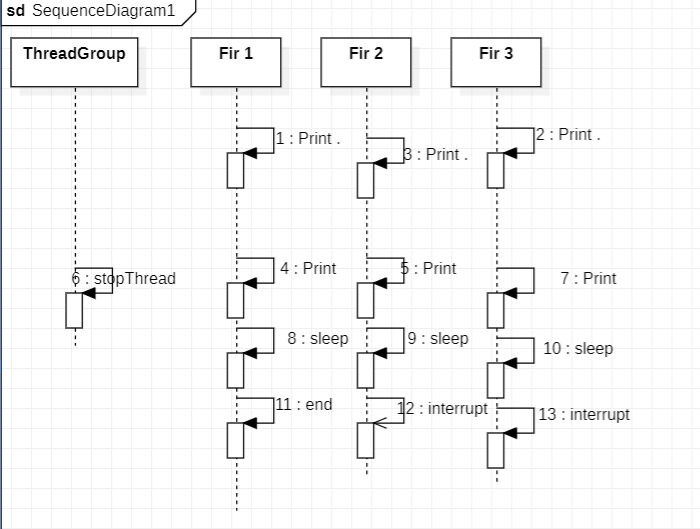 sd SequenceDiagram1
ThreadGroup
Fir 1
Fir 2
Fir 3
1 : Print .
2 : Print .
3 : Print .
4 : Print
5 : Print
6 : stopThread
7 : Print
8 : sleep
9 : sleep
10 : sleep
11 : end
12 : interrupt
13 : interrupt